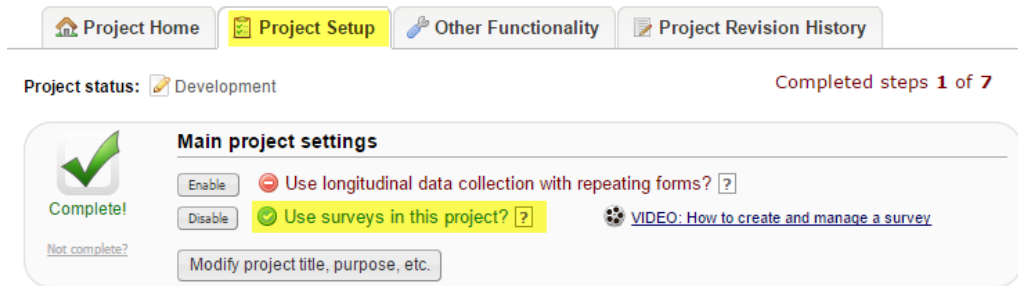 Project Home Project Setup Other Functionality Project Revision History
Project status: Development Completed steps 1 of 7
Main project settings
Enable Use longitudinal data collection with repeating forms? ?
Complete! Disable Use surveys in this project? ? VIDEO: How to create and manage a survey
Not complete?
Modify project title, purpose, etc.